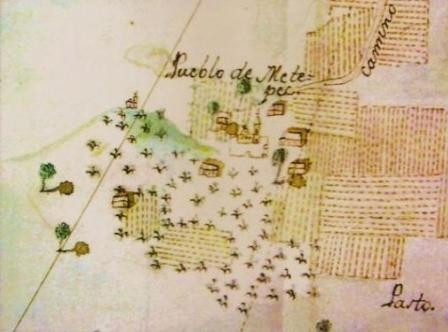 Pueblo de Mete-
pec.
camino
Pasto.